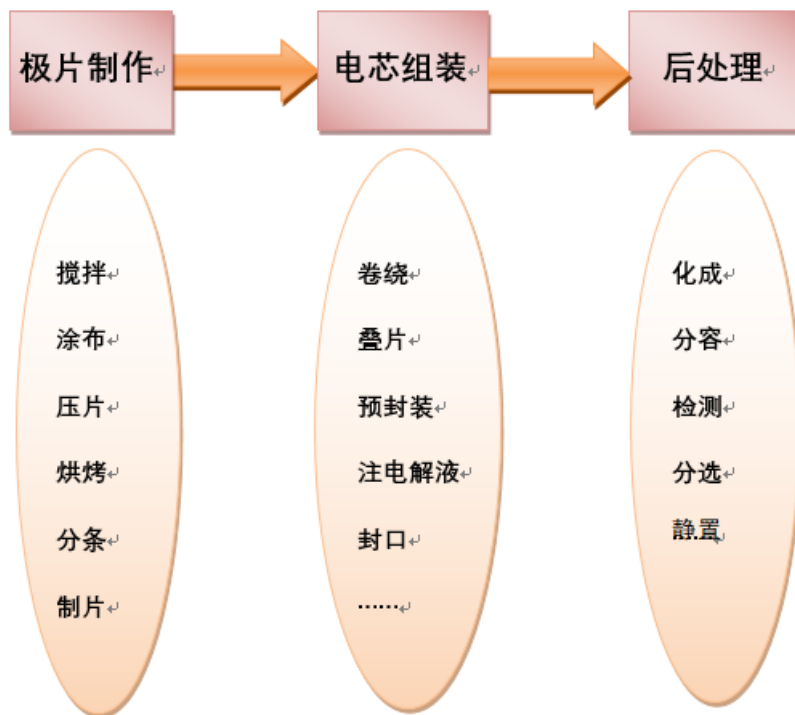 极片制作
电芯组装
后处理
搅拌
涂布
压片
烘烤
分条
制片
卷绕
叠片
预封装
注电解液
封口
……
化成
分容
检测
分选
静置